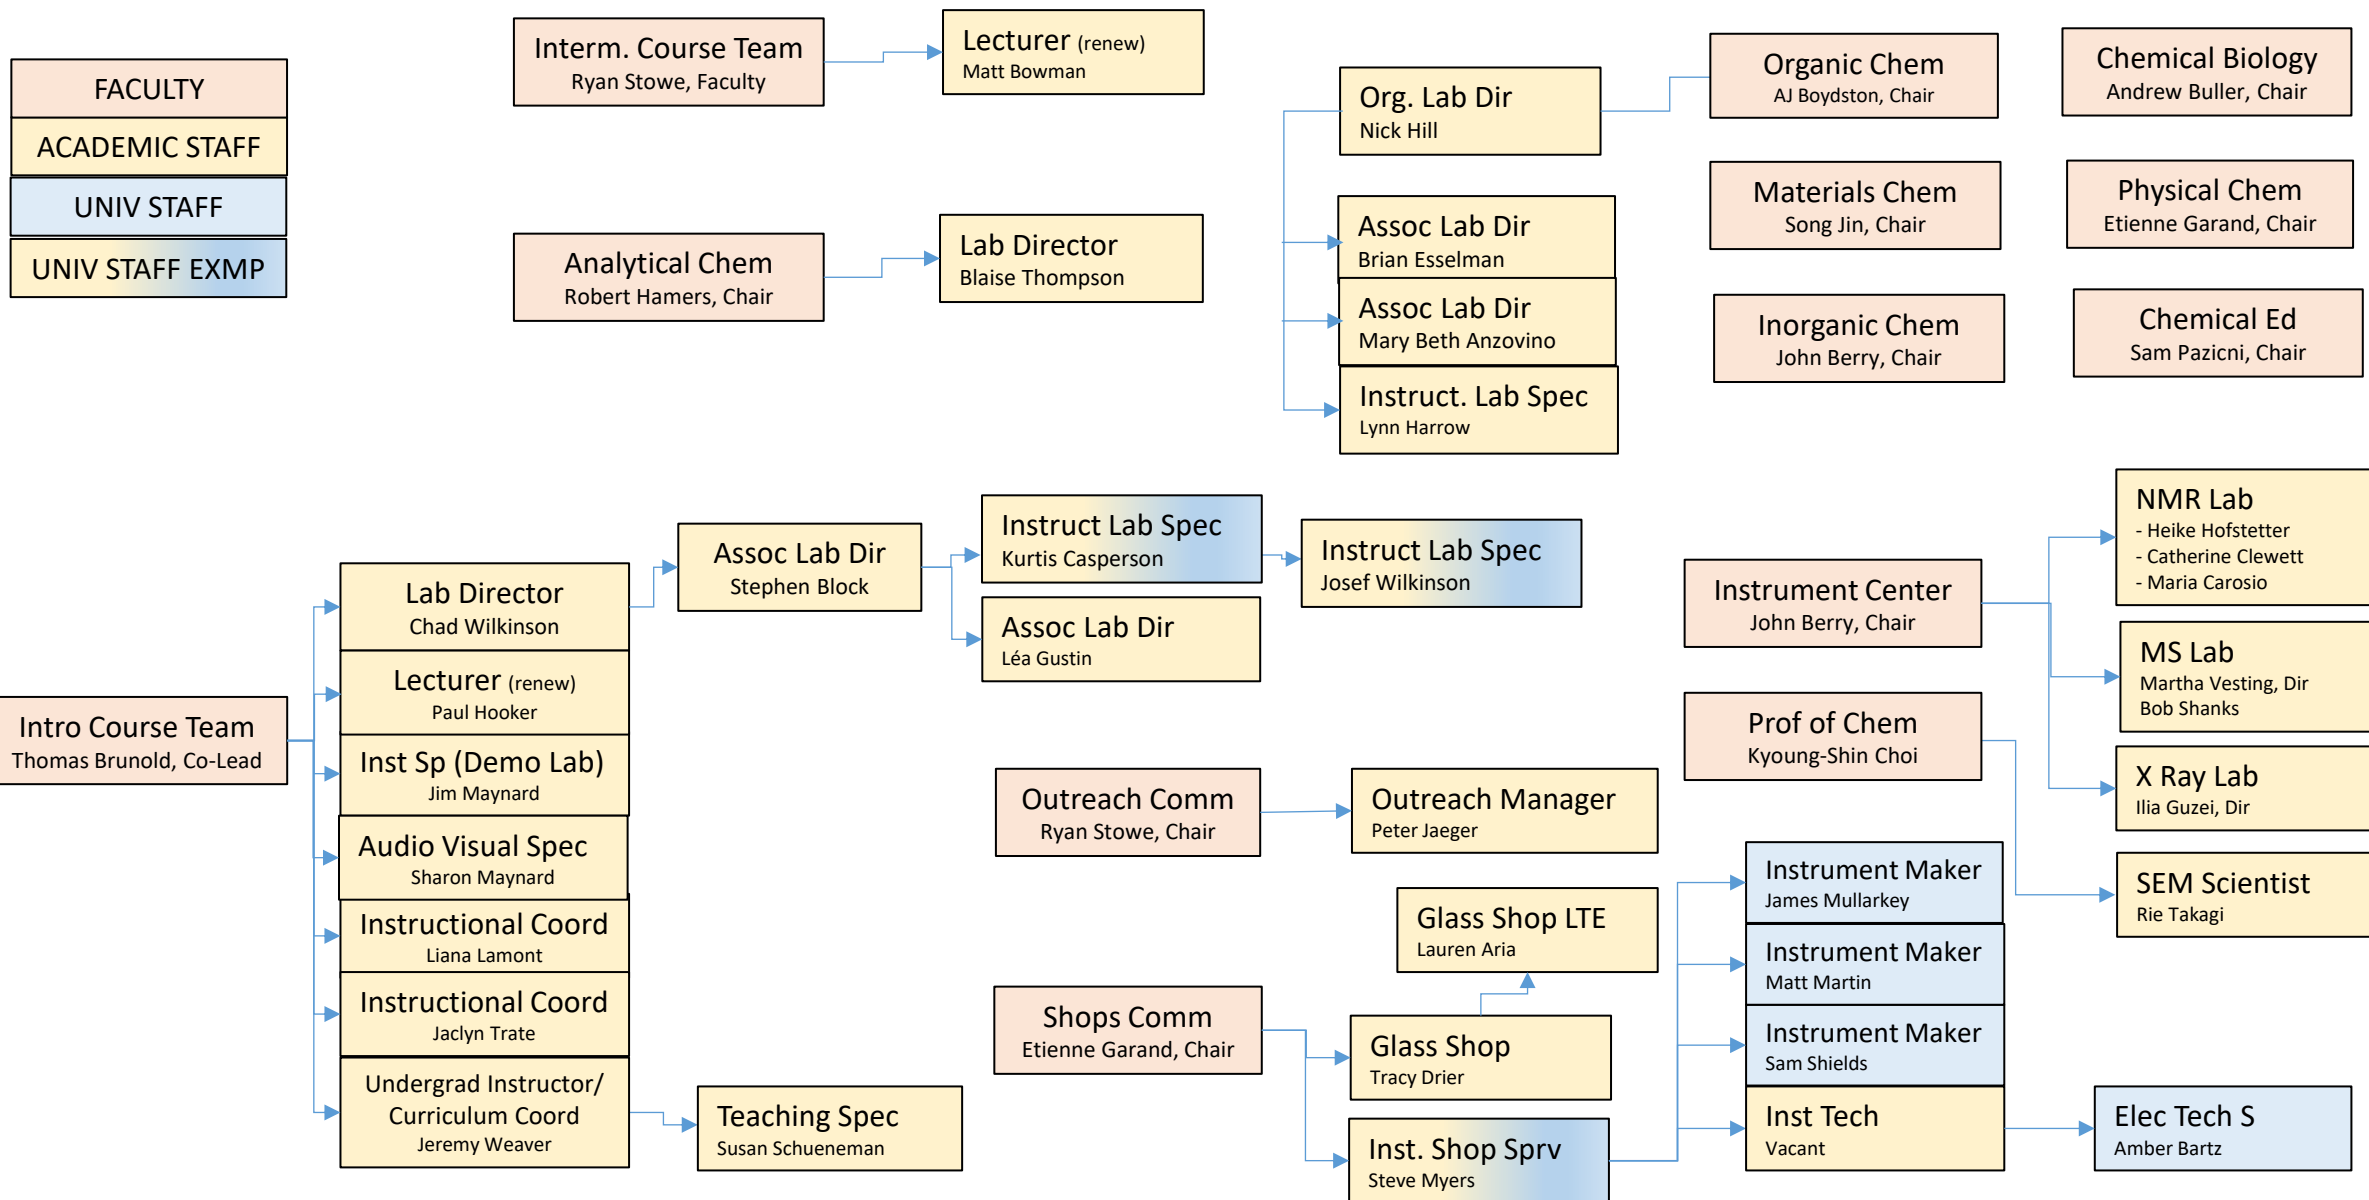 FACULTY
ACADEMIC STAFF
UNIV STAFF
UNIV STAFF EXMP
Interm. Course Team
Ryan Stowe, Faculty
Lecturer (renew)
Matt Bowman
Analytical Chem
Robert Hamers, Chair
Lab Director
Blaise Thompson
Org. Lab Dir
Nick Hill
Assoc Lab Dir
Brian Esselman
Assoc Lab Dir
Mary Beth Anzovino
Instruct. Lab Spec
Lynn Harrow
Organic Chem
AJ Boydston, Chair
Chemical Biology
Andrew Buller, Chair
Materials Chem
Song Jin, Chair
Physical Chem
Etienne Garand, Chair
Inorganic Chem
John Berry, Chair
Chemical Ed
Sam Pazicni, Chair
Intro Course Team
Thomas Brunold, Co-Lead
Lab Director
Chad Wilkinson
Lecturer (renew)
Paul Hooker
Inst Sp (Demo Lab)
Jim Maynard
Audio Visual Spec
Sharon Maynard
Instructional Coord
Liana Lamont
Instructional Coord
Jaclyn Trate
Undergrad Instructor/
Curriculum Coord
Jeremy Weaver
Teaching Spec
Susan Schueneman
Assoc Lab Dir
Stephen Block
Instruct Lab Spec
Kurtis Casperson
Instruct Lab Spec
Josef Wilkinson
Assoc Lab Dir
Léa Gustin
Outreach Comm
Ryan Stowe, Chair
Outreach Manager
Peter Jaeger
Shops Comm
Etienne Garand, Chair
Glass Shop LTE
Lauren Aria
Glass Shop
Tracy Drier
Inst. Shop Sprv
Steve Myers
Instrument Maker
James Mullarkey
Instrument Maker
Matt Martin
Instrument Maker
Sam Shields
Inst Tech
Vacant
Elec Tech S
Amber Bartz
Instrument Center
John Berry, Chair
Prof of Chem
Kyoung-Shin Choi
NMR Lab
- Heike Hofstetter
- Catherine Clewett
- Maria Carosio
MS Lab
Martha Vesting, Dir
Bob Shanks
X Ray Lab
Ilia Guzei, Dir
SEM Scientist
Rie Takagi